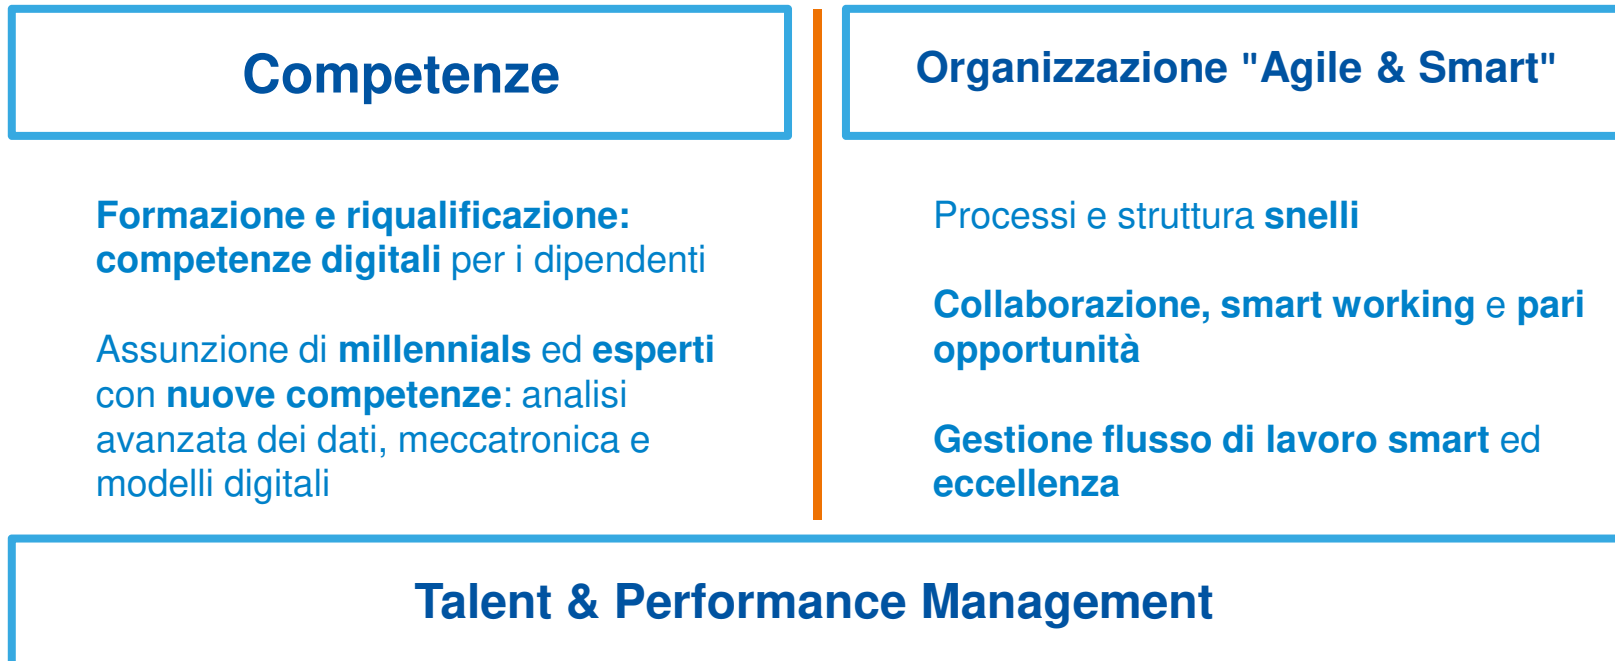 Competenze
Formazione e riqualificazione:
competenze digitali per i dipendenti
Assunzione di millennials ed esperti
con nuove competenze: analisi
avanzata dei dati, meccatronica e
modelli digitali
Organizzazione "Agile & Smart"
Processi e struttura snelli
Collaborazione, smart working e pari
opportunità
Gestione flusso di lavoro smart ed
eccellenza
Talent & Performance Management